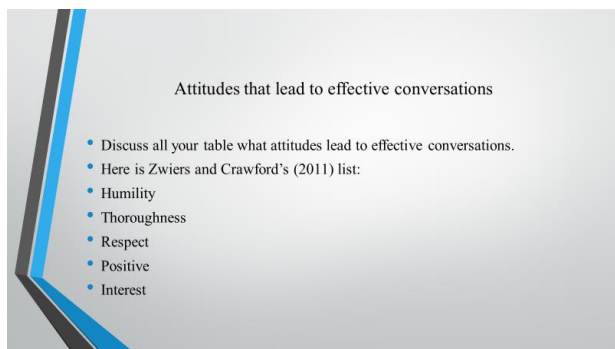 Attitudes that lead to effective conversations
Discuss all your table what attitudes lead to effective conversations.
Here is Zwiers and Crawford's (2011) list:
Humility
Thoroughness
Respect
Positive
Interest